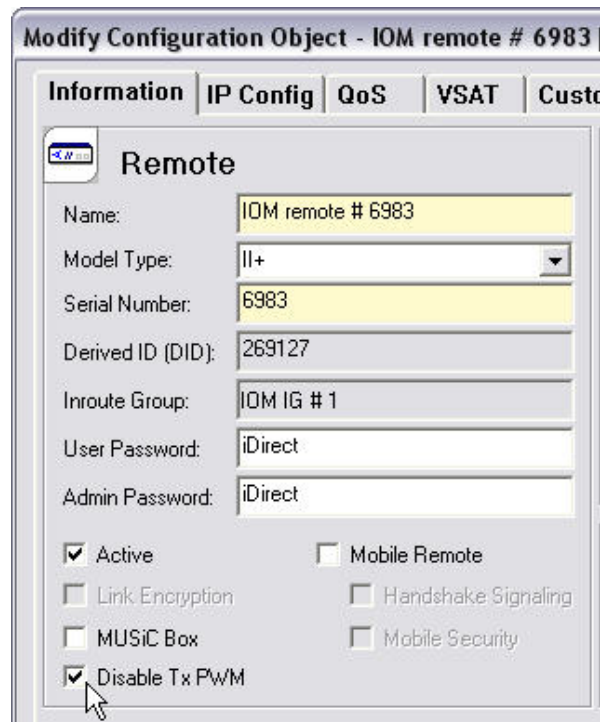 Modify Configuration Object - IOM remote # 6983
Information IP Config QoS VSAT Custo
Remote
Name: IOM remote # 6983
Model Type: II+
Serial Number: 6983
Derived ID (DID): 269127
Inroute Group: IOM IG # 1
User Password: iDirect
Admin Password: iDirect
Active Mobile Remote
Link Encryption Handshake Signaling
MUSiC Box Mobile Security
Disable Tx PWM